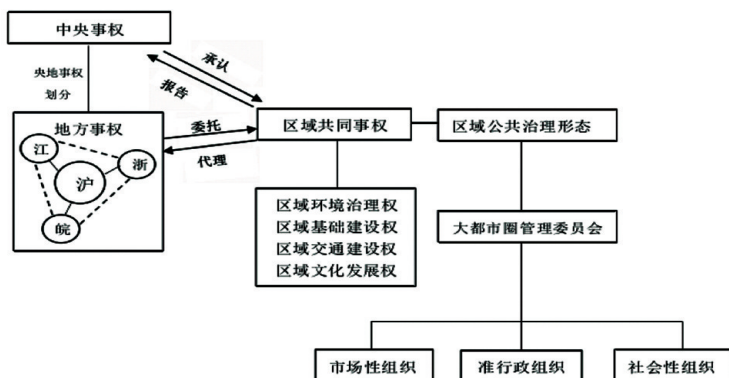 中央事权
承认
报告
央地事权
划分
地方事权
江
浙
沪
皖
委托
代理
区域共同事权
区域公共治理形态
区域环境治理权
区域基础建设权
区域交通建设权
区域文化发展权
大都市圈管理委员会
市场性组织
准行政组织
社会性组织